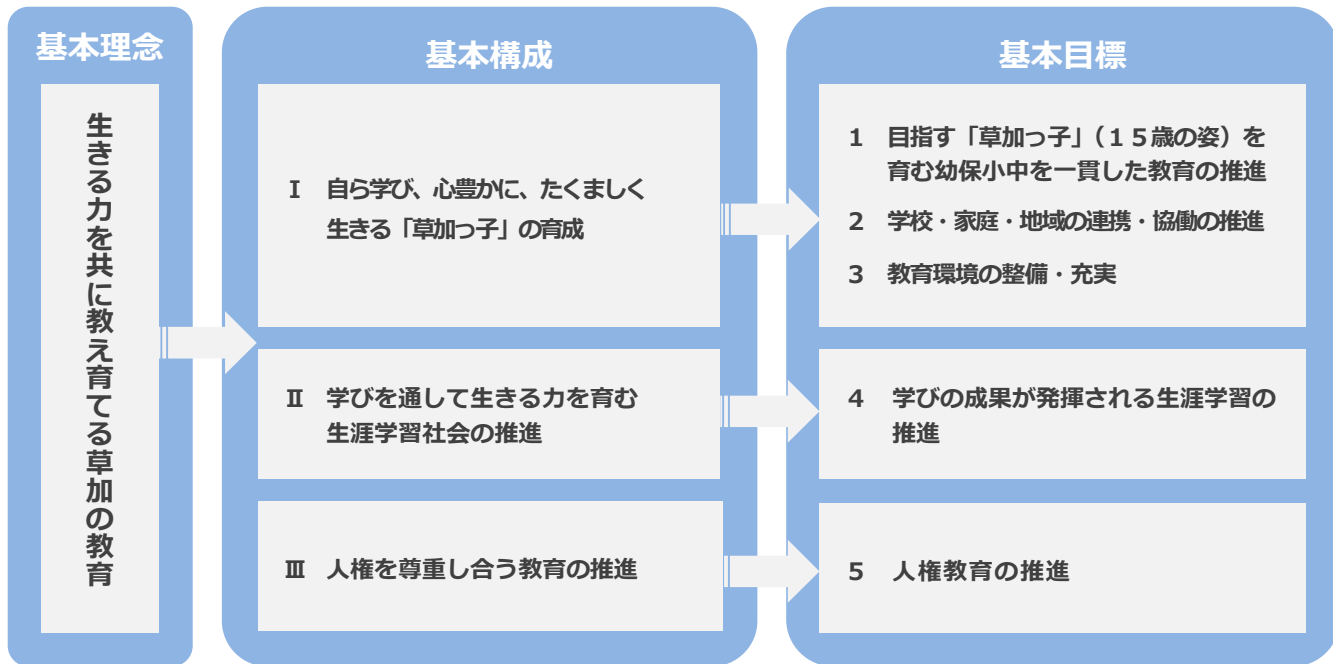 基本理念
生きる力を共に教え育てる草加の教育
基本構成
Ⅰ 自ら学び、心豊かに、たくましく
生きる「草加っ子」の育成
Ⅱ 学びを通して生きる力を育む
生涯学習社会の推進
Ⅲ 人権を尊重し合う教育の推進
基本目標
1 目指す「草加っ子」（１５歳の姿）を
育む幼保小中を一貫した教育の推進
2 学校・家庭・地域の連携・協働の推進
3 教育環境の整備・充実
4 学びの成果が発揮される生涯学習の
推進
5 人権教育の推進